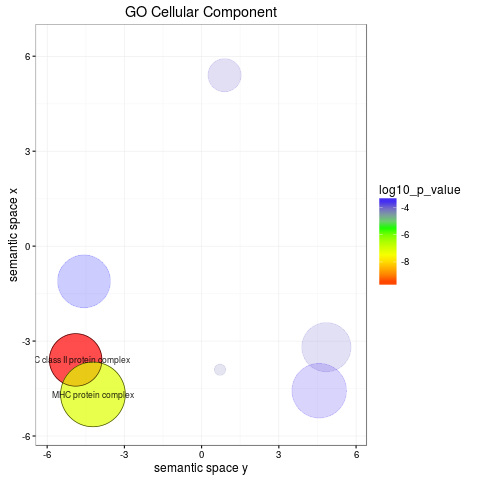 GO Cellular Component
6
3
0
-3
-6
semantic space x
C class II protein complex
MHC protein complex
-6
-3
0
3
6
semantic space y
log10_p_value
-4
-6
-8